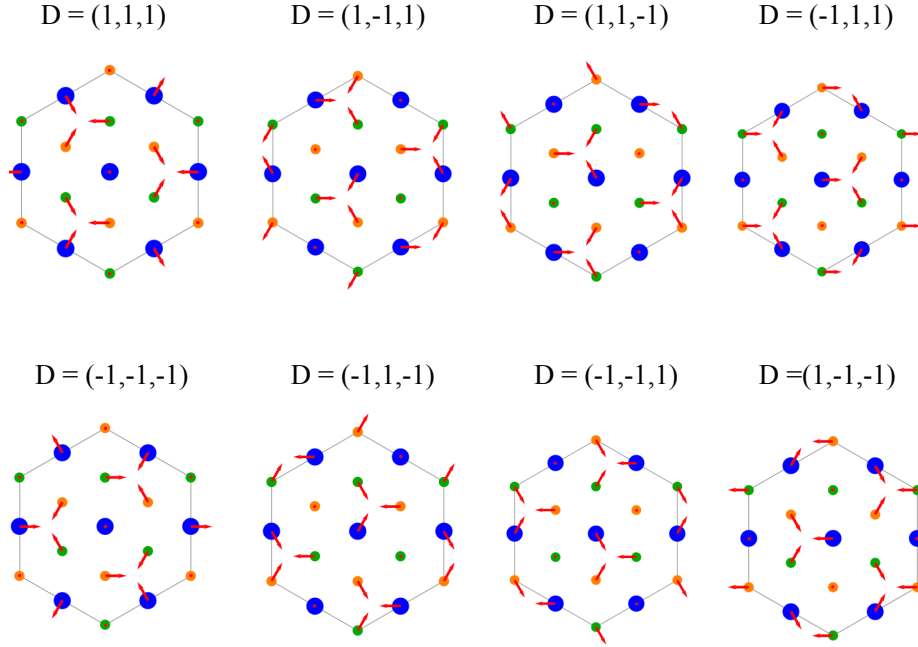 D = (1,1,1)
D = (1,-1,1)
D = (1,1,-1)
D = (-1,1,1)
D = (-1,-1,-1)
D = (-1,1,-1)
D = (-1,-1,1)
D =(1,-1,-1)